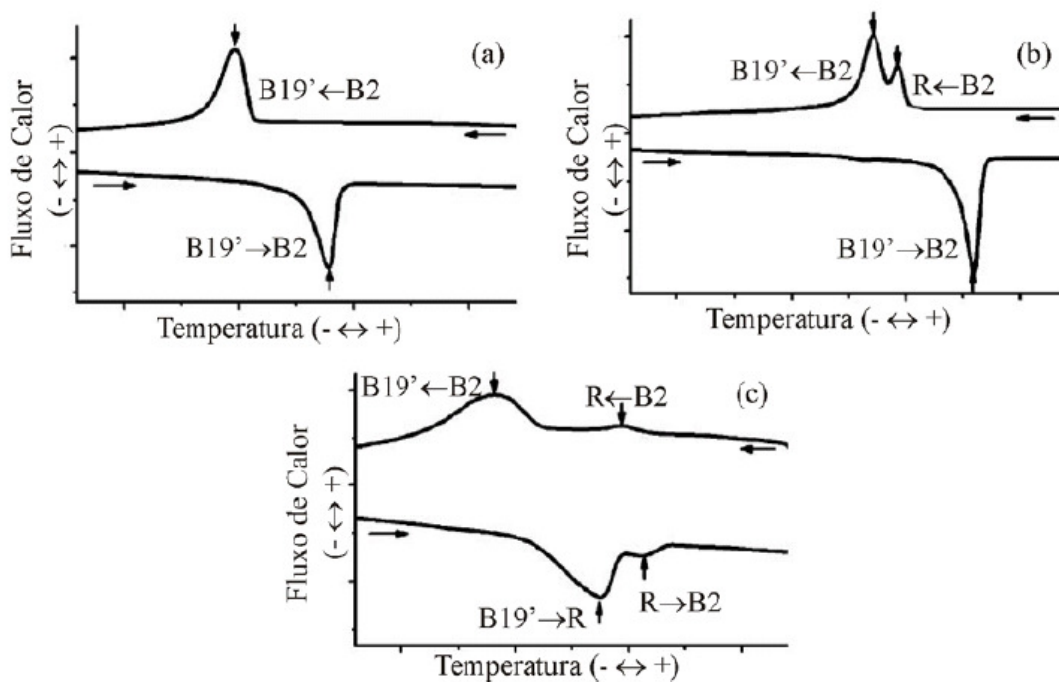 (a)
B19'←B2
B19'→B2
Fluxo de Calor
(- ↔ +)
Temperatura (- ↔ +)
(b)
B19'←B2
R←B2
B19'→B2
Fluxo de Calor
(- ↔ +)
Temperatura (- ↔ +)
(c)
B19'←B2
R←B2
B19'→R
R→B2
Fluxo de Calor
(- ↔ +)
Temperatura (- ↔ +)